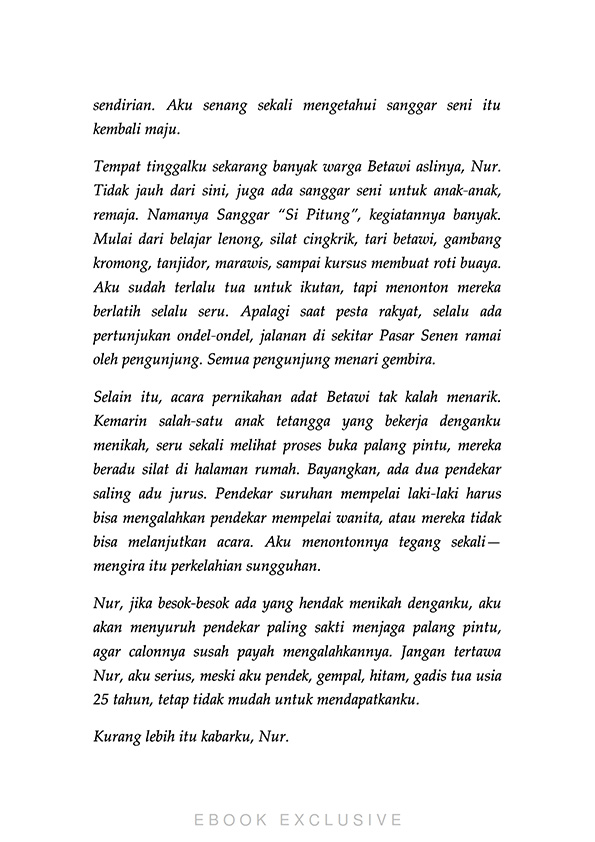 sendirian. Aku senang sekali mengetahui sanggar seni itu
kembali maju.
Tempat tinggalku sekarang banyak warga Betawi aslinya, Nur.
Tidak jauh dari sini, juga ada sanggar seni untuk anak-anak,
remaja. Namanya Sanggar “Si Pitung”, kegiatannya banyak.
Mulai dari belajar lenong, silat cingkrik, tari betawi, gambang
kromong, tanjidor, marawis, sampai kursus membuat roti buaya.
Aku sudah terlalu tua untuk ikutan, tapi menonton mereka
berlatih selalu seru. Apalagi saat pesta rakyat, selalu ada
pertunjukan ondel-ondel, jalanan di sekitar Pasar Senen ramai
oleh pengunjung. Semua pengunjung menari gembira.
Selain itu, acara pernikahan adat Betawi tak kalah menarik.
Kemarin salah-satu anak tetangga yang bekerja denganku
menikah, seru sekali melihat proses buka palang pintu, mereka
beradu silat di halaman rumah. Bayangkan, ada dua pendekar
saling adu jurus. Pendekar suruhan mempelai laki-laki harus
bisa mengalahkan pendekar mempelai wanita, atau mereka tidak
bisa melanjutkan acara. Aku menontonnya tegang sekali—
mengira itu perkelahian sungguhan.
Nur, jika besok-besok ada yang hendak menikah denganku, aku
akan menyuruh pendekar paling sakti menjaga palang pintu,
agar calonnya susah payah mengalahkannya. Jangan tertawa
Nur, aku serius, meski aku pendek, gempal, hitam, gadis tua usia
25 tahun, tetap tidak mudah untuk mendapatkanku.
Kurang lebih itu kabarku, Nur.
EBOOK EXCLUSIVE